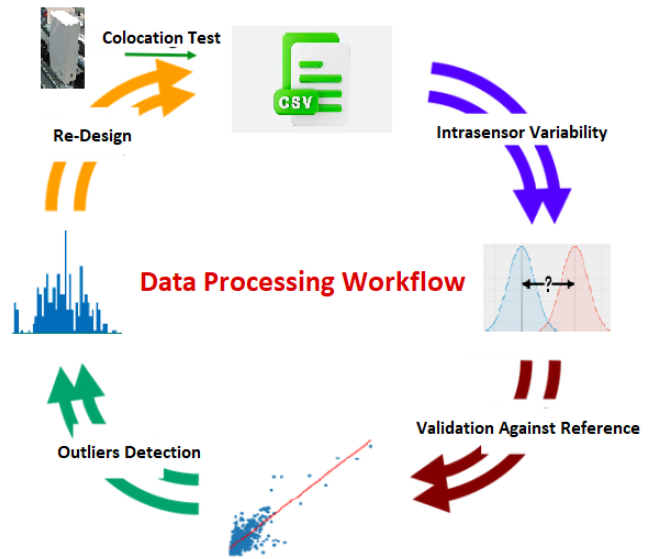 Colocation Test
CSV
Re-Design
Intrasensor Variability
Data Processing Workflow
?
Validation Against Reference
Outliers Detection